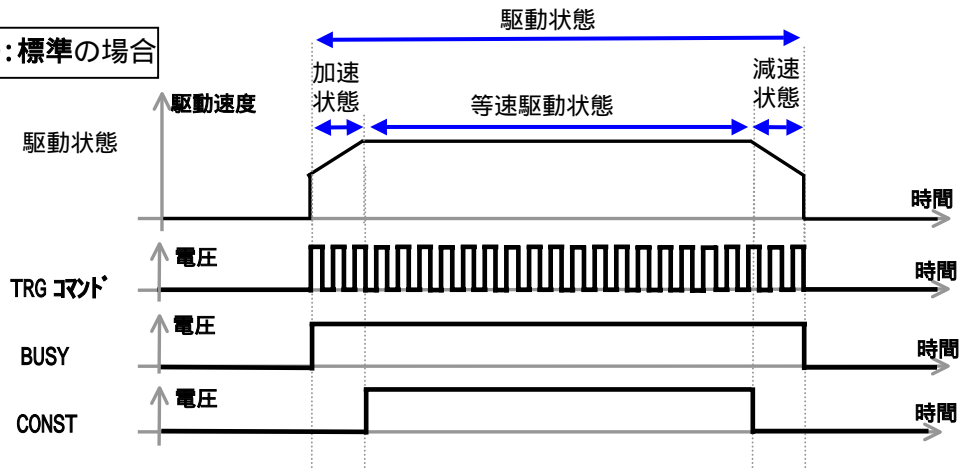 駆動状態
:標準の場合
加速
状態
減速
状態
駆動速度
等速駆動状態
駆動状態
時間
電圧
TRG コマンド
時間
電圧
BUSY
時間
電圧
CONST
時間